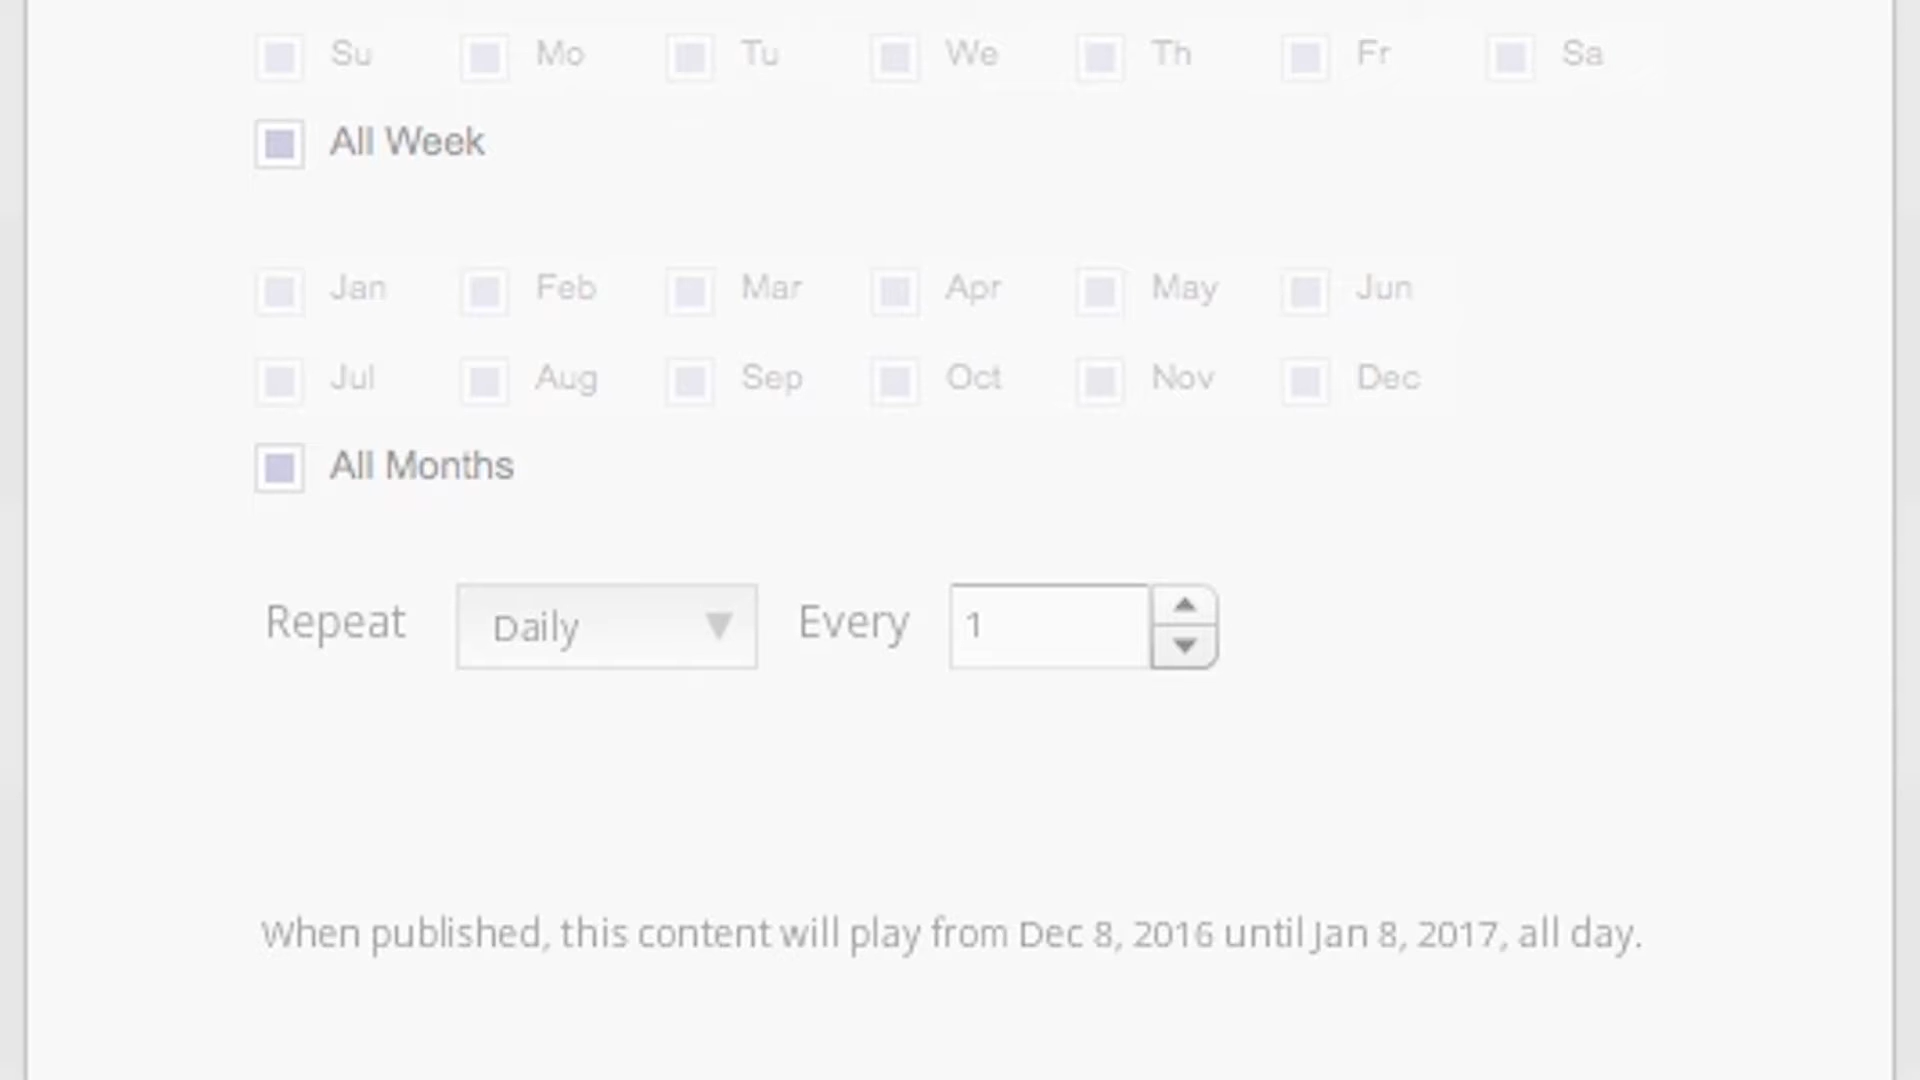 Su Mo Tu We Th Fr Sa
All Week
Jan Feb Mar Apr May Jun
Jul Aug Sep Oct Nov Dec
All Months
Repeat Daily Every 1
When published, this content will play from Dec 8, 2016 until Jan 8, 2017, all day.